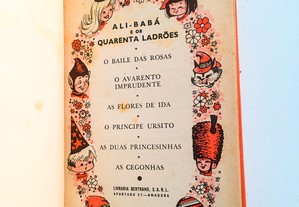 ALI-BABÁ
E OS
QUARENTA LADRÕES
O BAILE DAS ROSAS
O AVARENTO
IMPRUDENTE
AS FLORES DE IDA
O PRINCIPE URSITO
AS DUAS PRINCESINHAS
AS CEGONHAS
LIVRARIA BERTRAND, S.A.R.L.
APARTADO 37—AMADORA